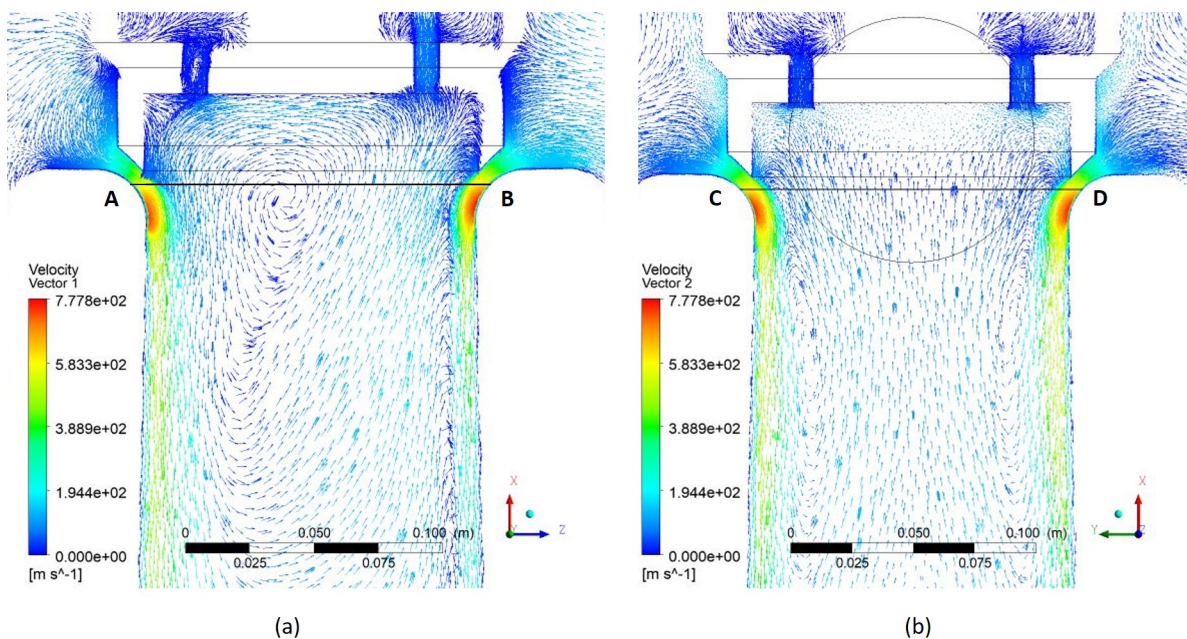 A
B
Velocity
Vector 1
7.778e+02
5.833e+02
3.889e+02
1.944e+02
0.000e+00
[m s^-1]
0 0.050 0.100 (m)
0.025 0.075
X
Y
Z
(a)
C
D
Velocity
Vector 2
7.778e+02
5.833e+02
3.889e+02
1.944e+02
0.000e+00
[m s^-1]
0 0.050 0.100 (m)
0.025 0.075
X
Y
Z
(b)